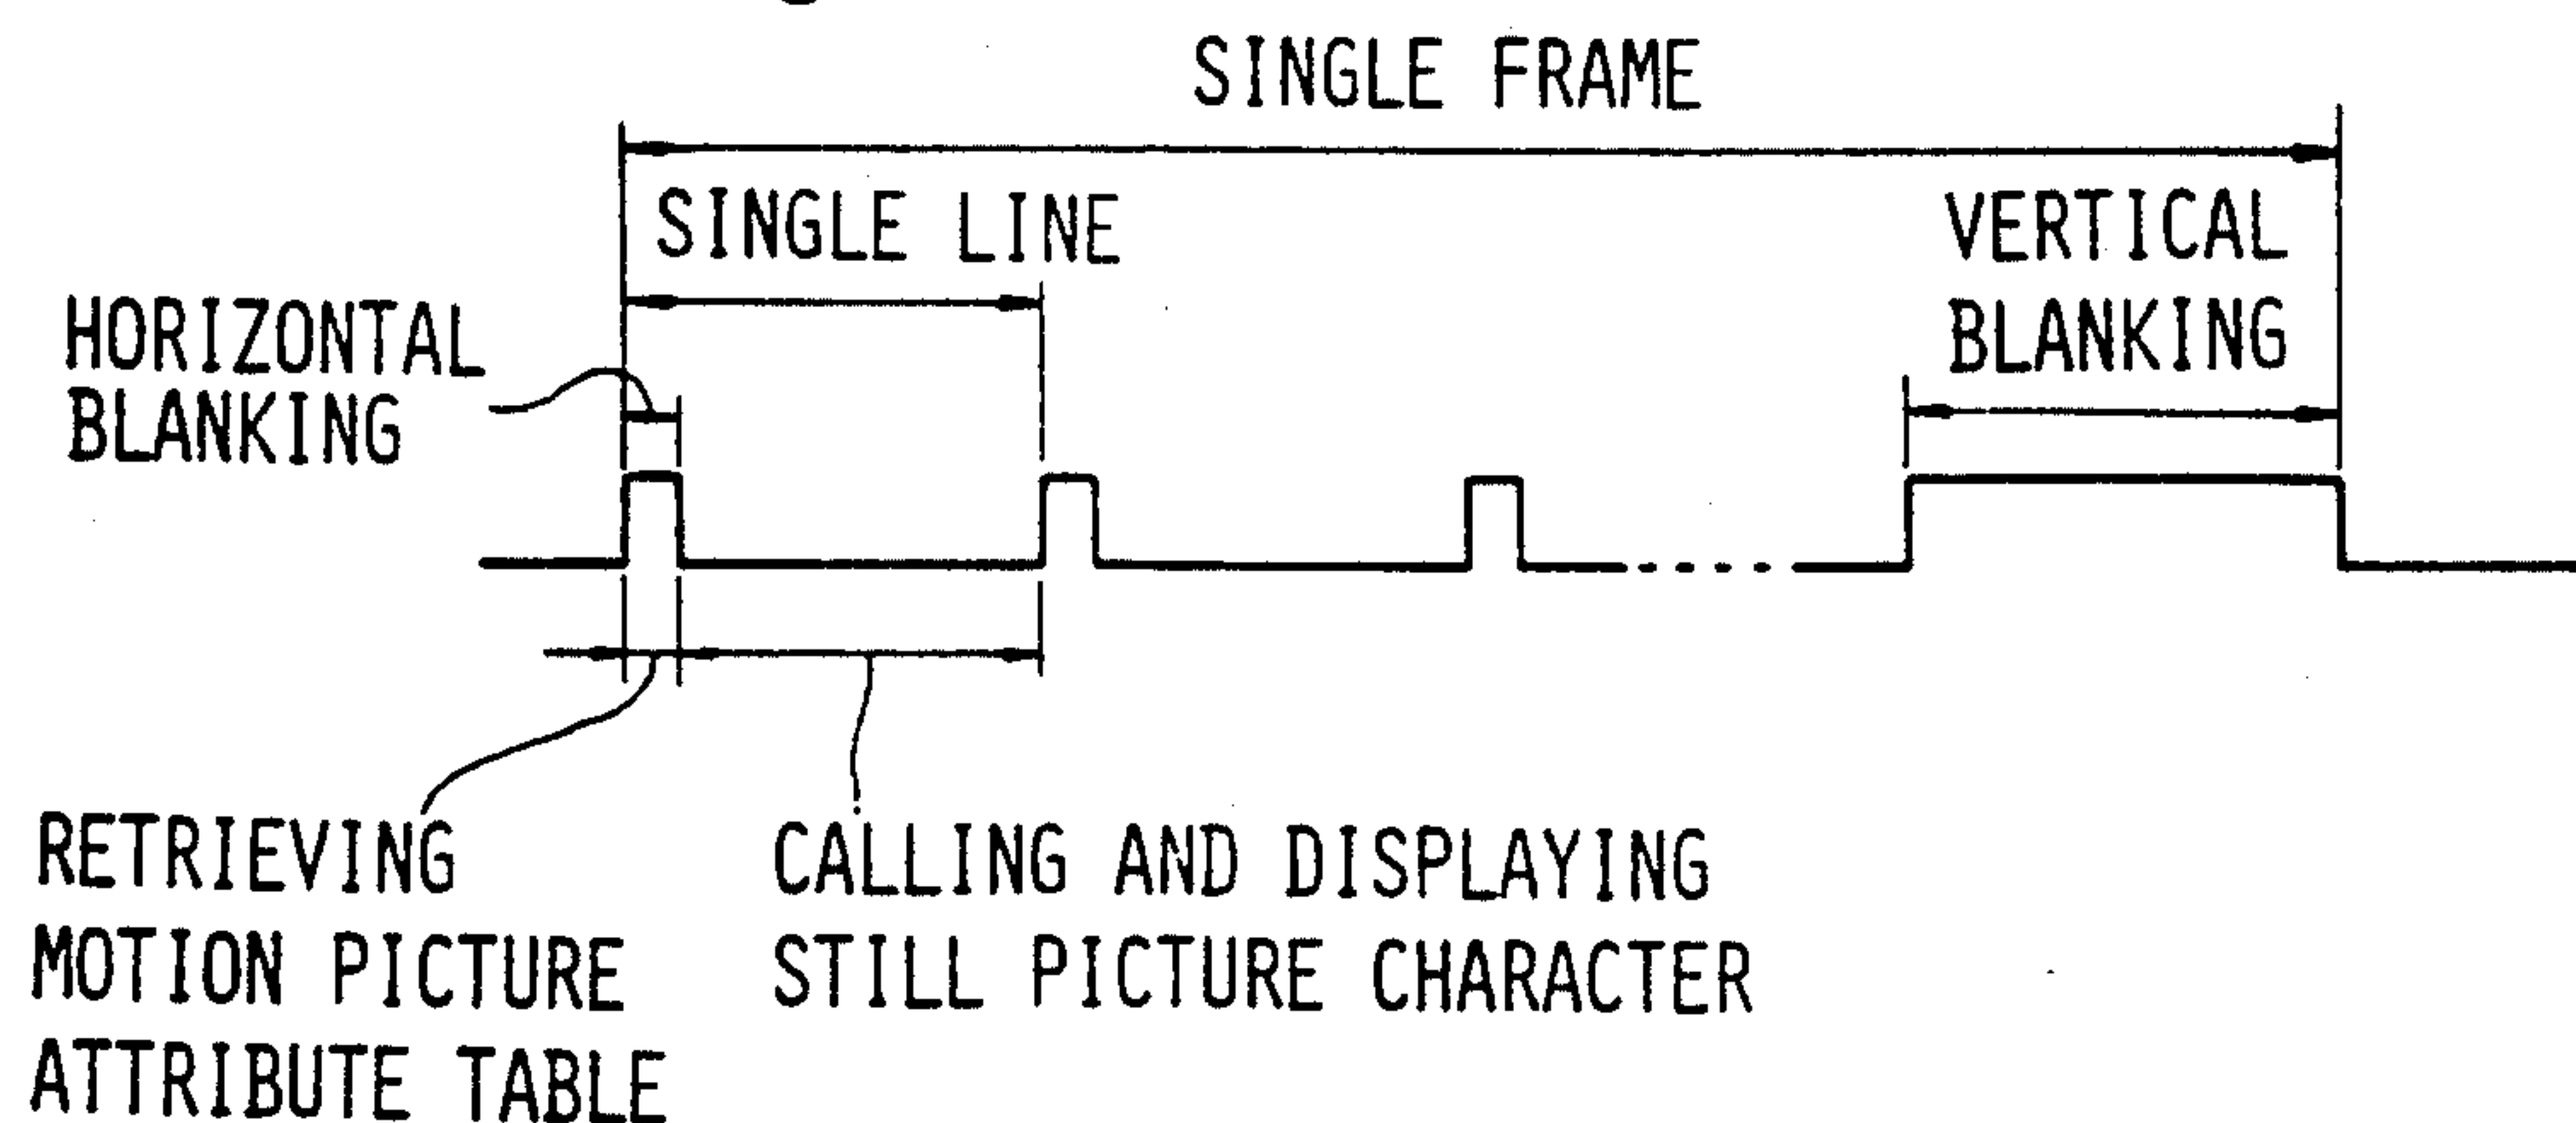 SINGLE FRAME
SINGLE LINE
VERTICAL
BLANKING
HORIZONTAL
BLANKING
RETRIEVING
MOTION PICTURE
ATTRIBUTE TABLE
CALLING AND DISPLAYING
STILL PICTURE CHARACTER